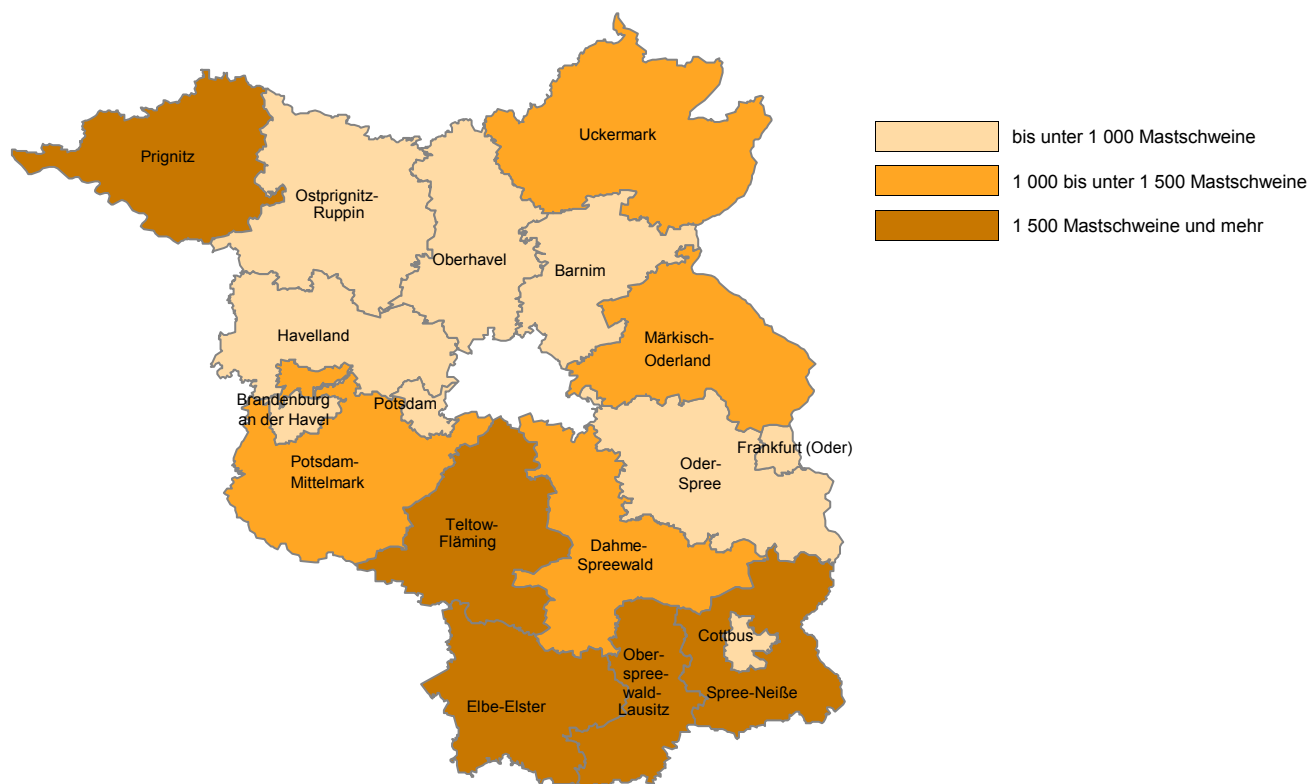 Uckermark
bis unter 1 000 Mastschweine
Prignitz
1 000 bis unter 1 500 Mastschweine
Ostprignitz-
Ruppin
1 500 Mastschweine und mehr
Oberhavel
Barnim
Havelland
Märkisch-
Oderland
Brandenburg
an der Havel
Potsdam
Frankfurt (Oder)
Potsdam-
Mittelmark
Oder-
Spree
Teltow-
Fläming
Dahme-
Spreewald
Cottbus
Ober-
spree-
wald-
Lausitz
Spree-Neiße
Elbe-Elster